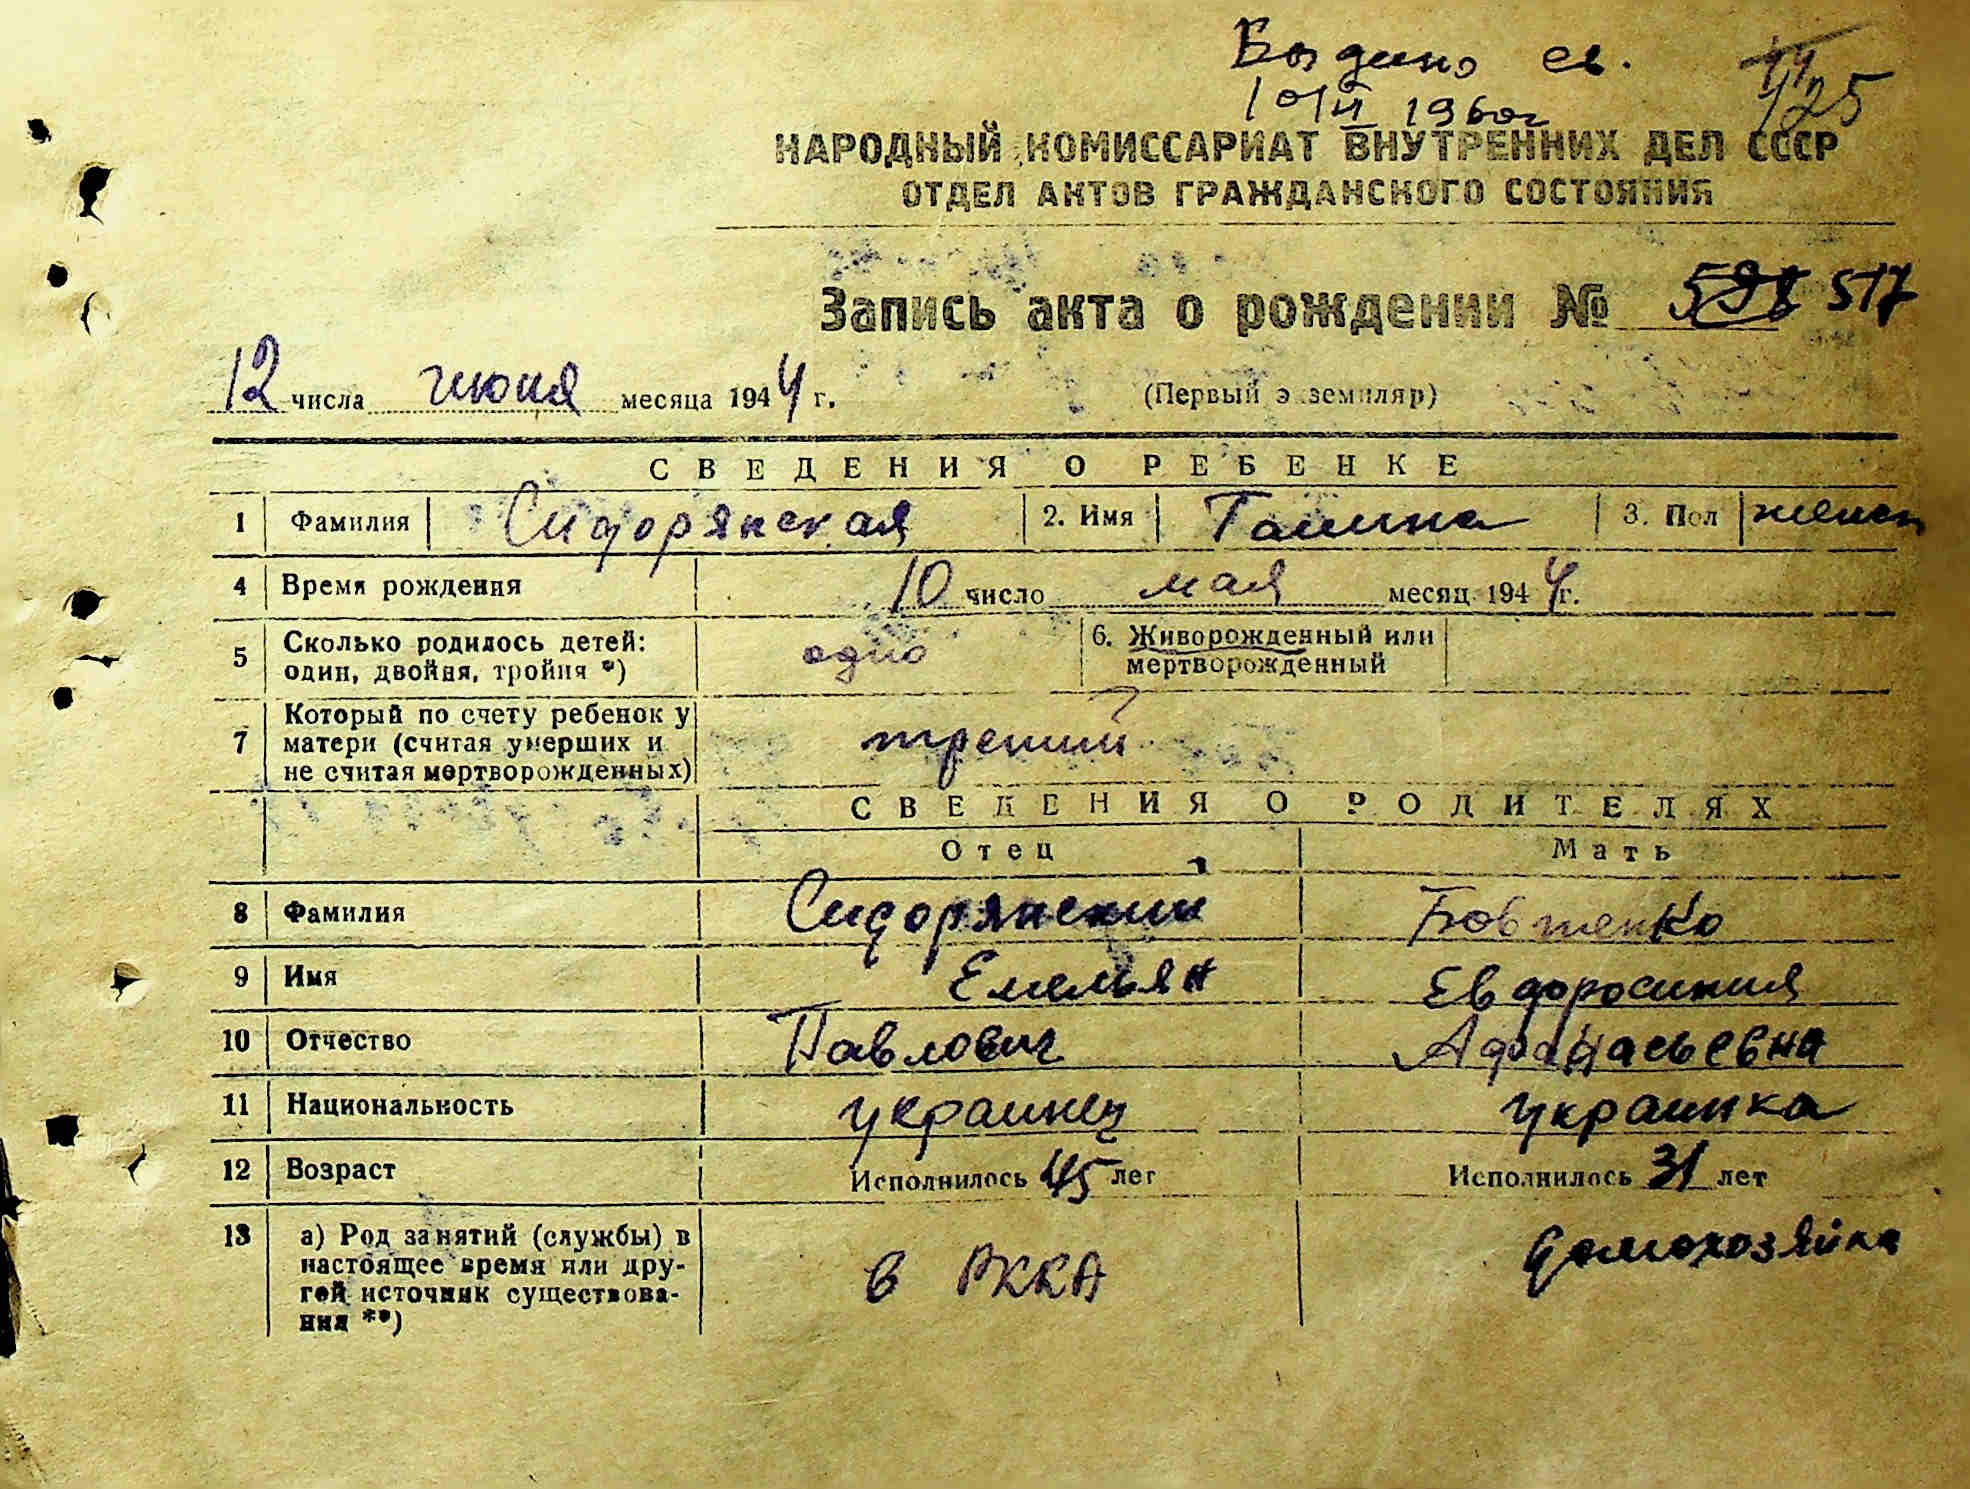 Выдано св.
10/II 1960г
125
НАРОДНЫЙ КОМИССАРИАТ ВНУТРЕННИХ ДЕЛ СССР
ОТДЕЛ АКТОВ ГРАЖДАНСКОГО СОСТОЯНИЯ
Запись акта о рождении № 517
12 числа июня месяца 1944 г. (Первый экземпляр)
СВЕДЕНИЯ О РЕБЕНКЕ
1 Фамилия Сидорянская 2. Имя Галина 3. Пол женск
4 Время рождения 10 число мая месяц 1944 г.
5 Сколько родилось детей: один, двойня, тройня *) одно 6. Живорожденный или мертворожденный
7 Который по счету ребенок у матери (считая умерших и не считая мертворожденных) третий
СВЕДЕНИЯ О РОДИТЕЛЯХ
Отец Мать
8 Фамилия Сидорянский Бовтенко
9 Имя Емельян Евдоросиния
10 Отчество Павлович Афанасьевна
11 Национальность украинец украинка
12 Возраст Исполнилось 45 лет Исполнилось 31 лет
13 а) Род занятий (службы) в настоящее время или другой источник существования **) в РККА домохозяйка